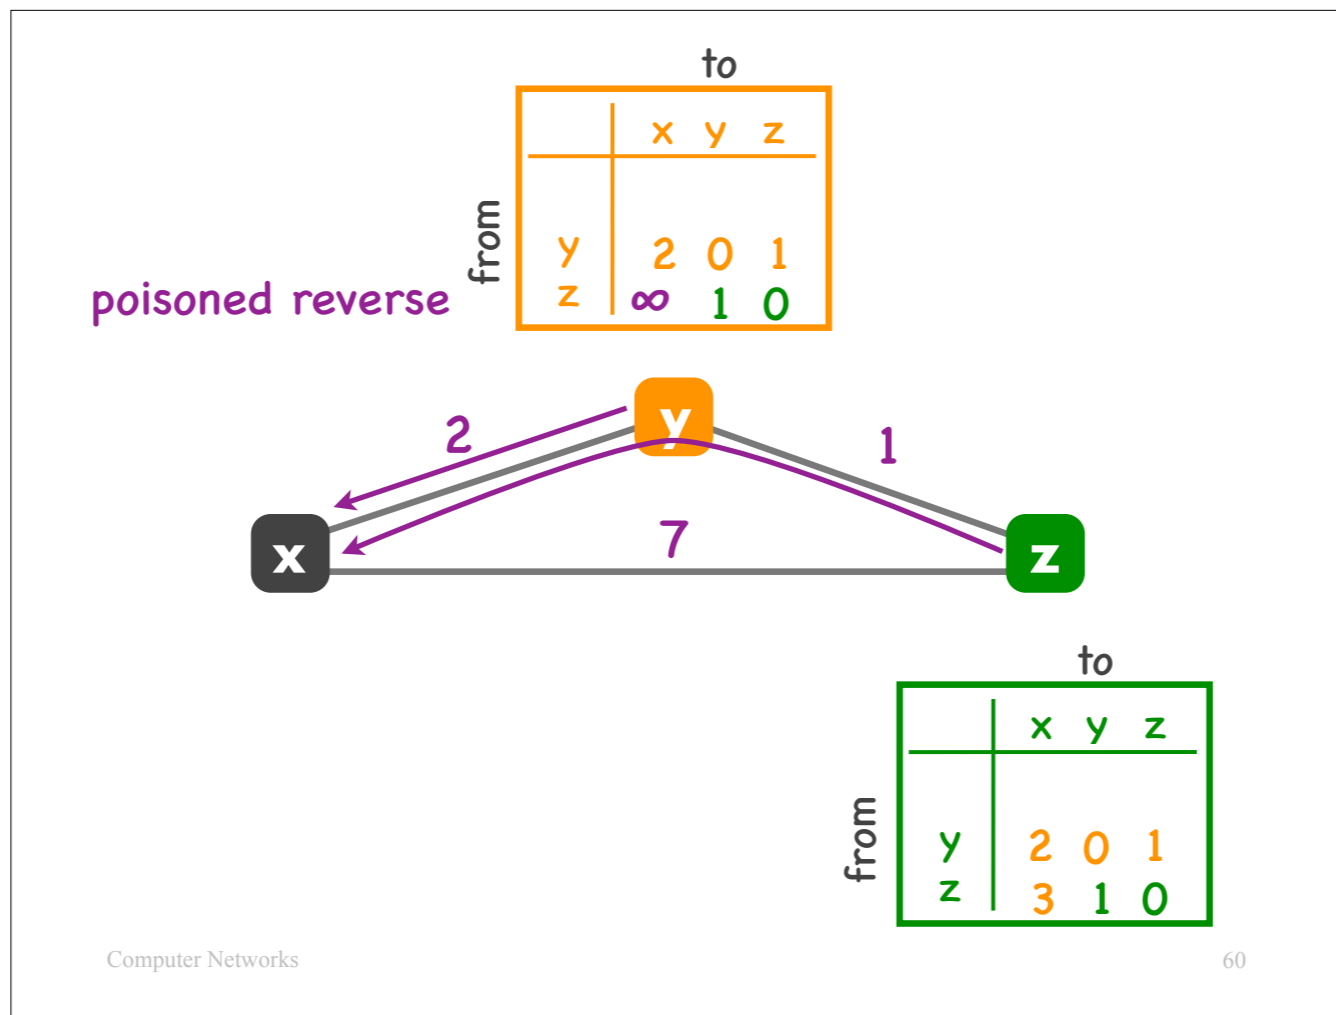 to
x y z
from
y 2 0 1
poisoned reverse
z ∞ 1 0
y
2
1
7
x
z
to
x y z
from
y 2 0 1
z 3 1 0
Computer Networks
60